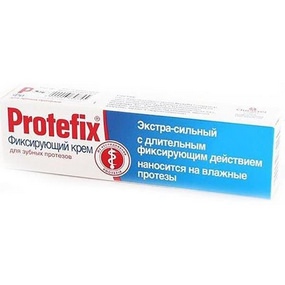 Protefix®
Фиксирующий крем
для зубных протезов
Экстра-сильный
с длительным
фиксирующим действием
наносится на влажные
протезы